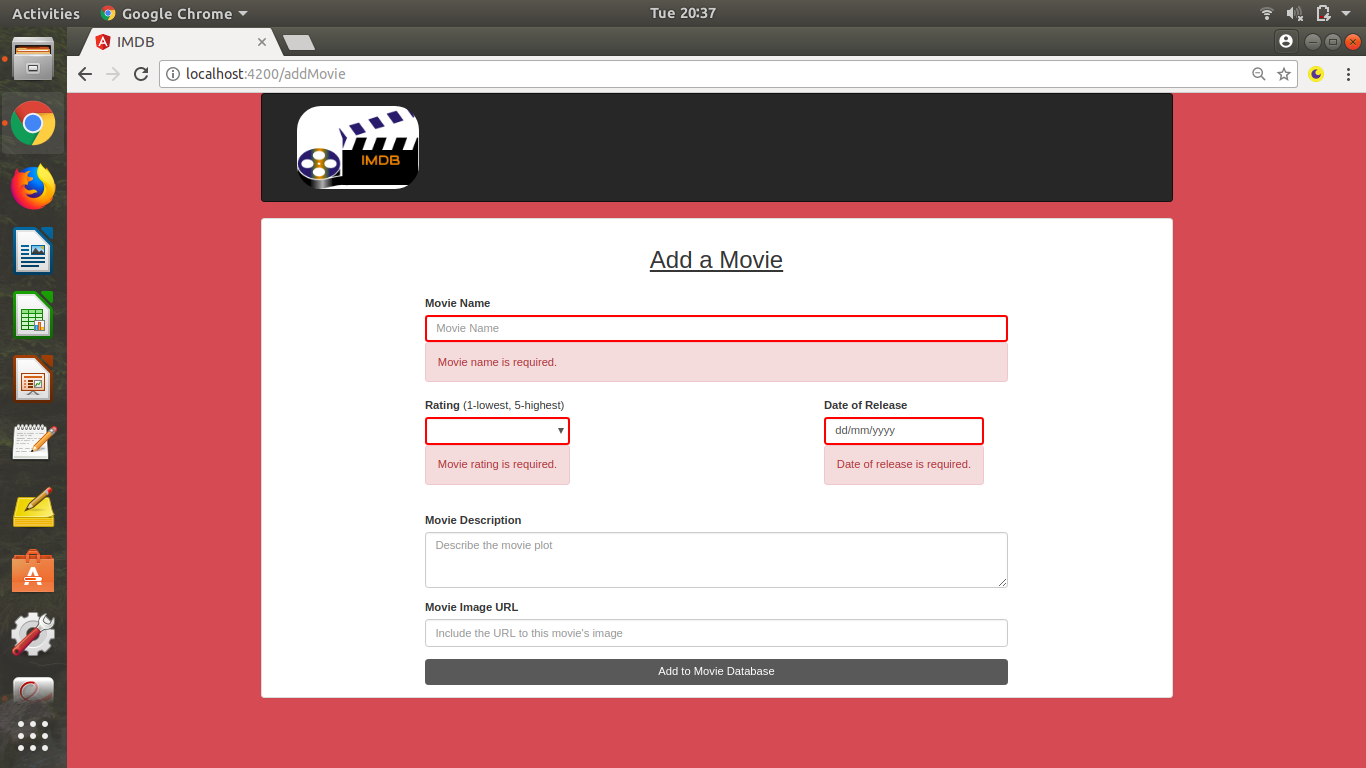 Activities
Google Chrome
Tue 20:37
IMDB
localhost:4200/addMovie
IMDB
Add a Movie
Movie Name
Movie Name
Movie name is required.
Rating (1-lowest, 5-highest)
Date of Release
dd/mm/yyyy
Movie rating is required.
Date of release is required.
Movie Description
Describe the movie plot
Movie Image URL
Include the URL to this movie's image
Add to Movie Database